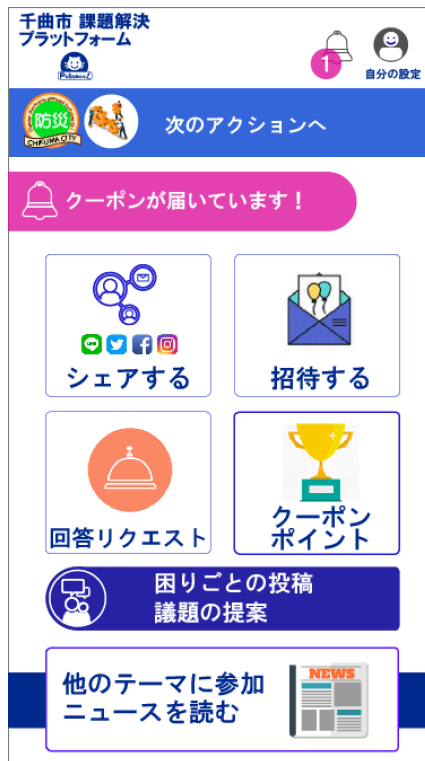 千曲市 課題解決
プラットフォーム
1
自分の設定
防災
CHIKUMA CITY
次のアクションへ
クーポンが届いています！
シェアする
招待する
回答リクエスト
クーポン
ポイント
困りごとの投稿
議題の提案
他のテーマに参加
ニュースを読む
NEWS